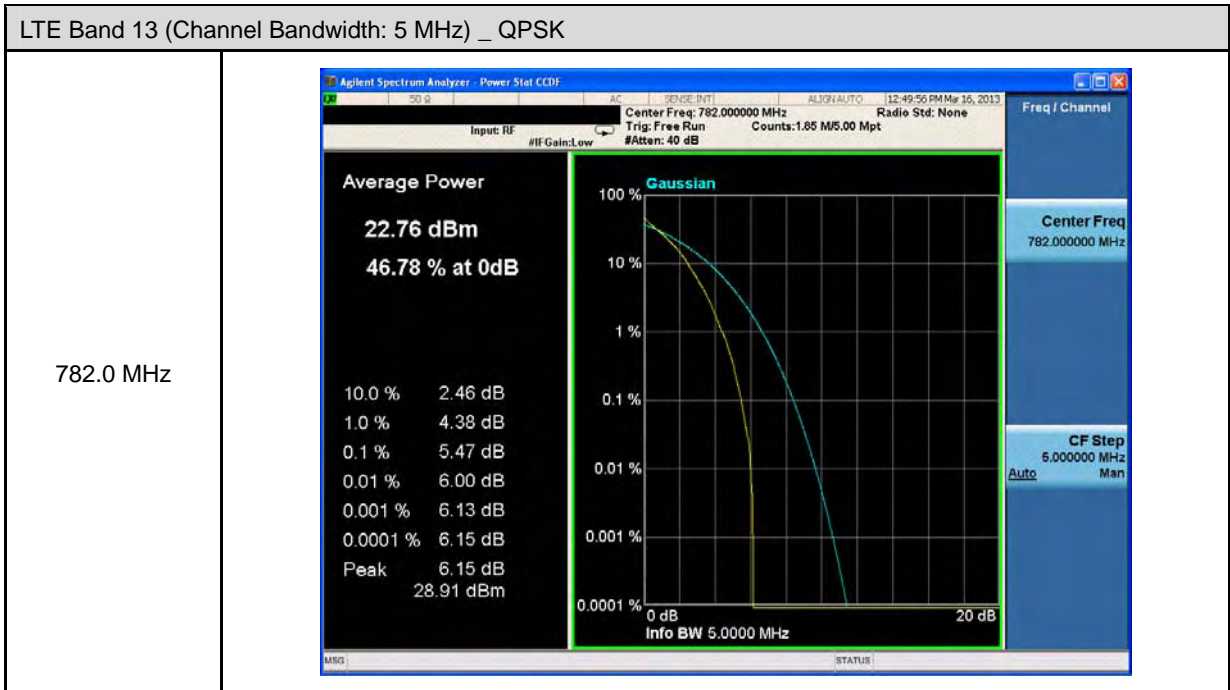 LTE Band 13 (Channel Bandwidth: 5 MHz) _ QPSK
782.0 MHz
Agilent Spectrum Analyzer - Power Stat CCDF
50 Ω AC SENSE:INT ALIGN AUTO 12:49:56 PM Mar 16, 2013
Center Freq: 782.000000 MHz Radio Std: None
Input: RF Trig: Free Run Counts:1.85 M/5.00 Mpt
#IFGain:Low #Atten: 40 dB
Freq / Channel
Average Power
22.76 dBm
46.78 % at 0dB
10.0 % 2.46 dB
1.0 % 4.38 dB
0.1 % 5.47 dB
0.01 % 6.00 dB
0.001 % 6.13 dB
0.0001 % 6.15 dB
Peak 6.15 dB
28.91 dBm
Gaussian
100 %
10 %
1 %
0.1 %
0.01 %
0.001 %
0.0001 %
0 dB 20 dB
Info BW 5.0000 MHz
Center Freq
782.000000 MHz
CF Step
5.000000 MHz
Auto Man
MSG STATUS